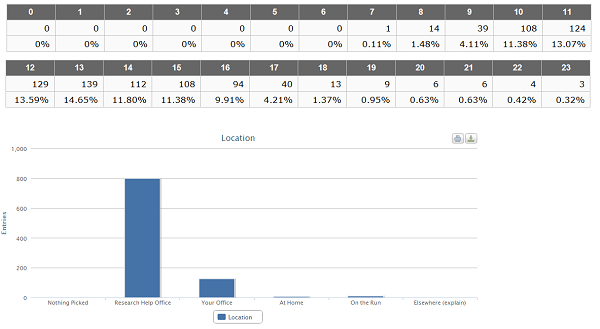 0 1 2 3 4 5 6 7 8 9 10 11
0 0 0 0 0 0 0 1 14 39 108 124
0% 0% 0% 0% 0% 0% 0% 0.11% 1.48% 4.11% 11.38% 13.07%
12 13 14 15 16 17 18 19 20 21 22 23
129 139 112 108 94 40 13 9 6 6 4 3
13.59% 14.65% 11.80% 11.38% 9.91% 4.21% 1.37% 0.95% 0.63% 0.63% 0.42% 0.32%
Location
1,000
800
600
400
200
0
Entries
Nothing Picked Research Help Office Your Office At Home On the Run Elsewhere (explain)
Location